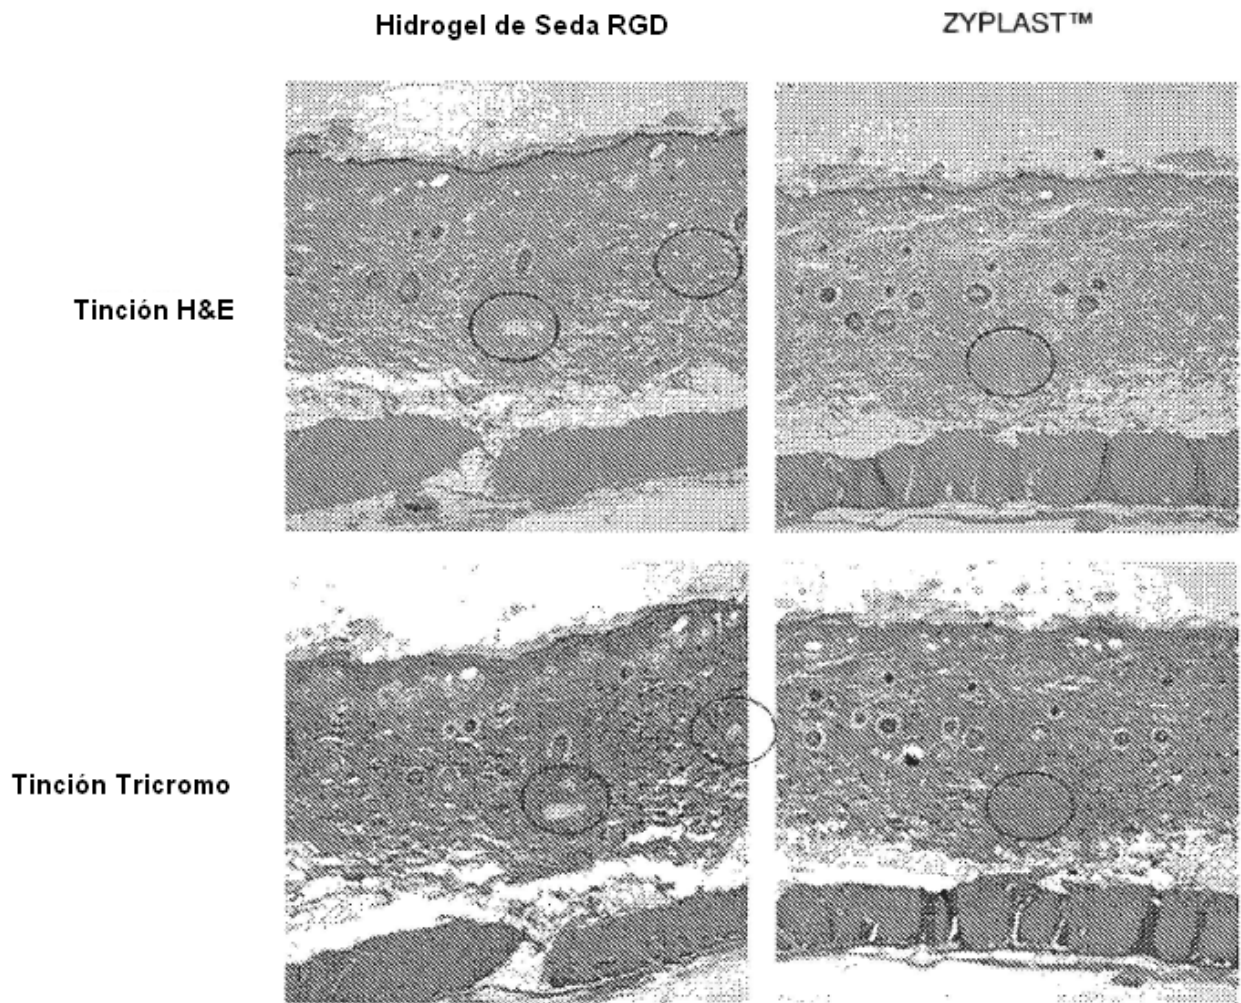 Hidrogel de Seda RGD
ZYPLAST™
Tinción H&E
Tinción Tricromo